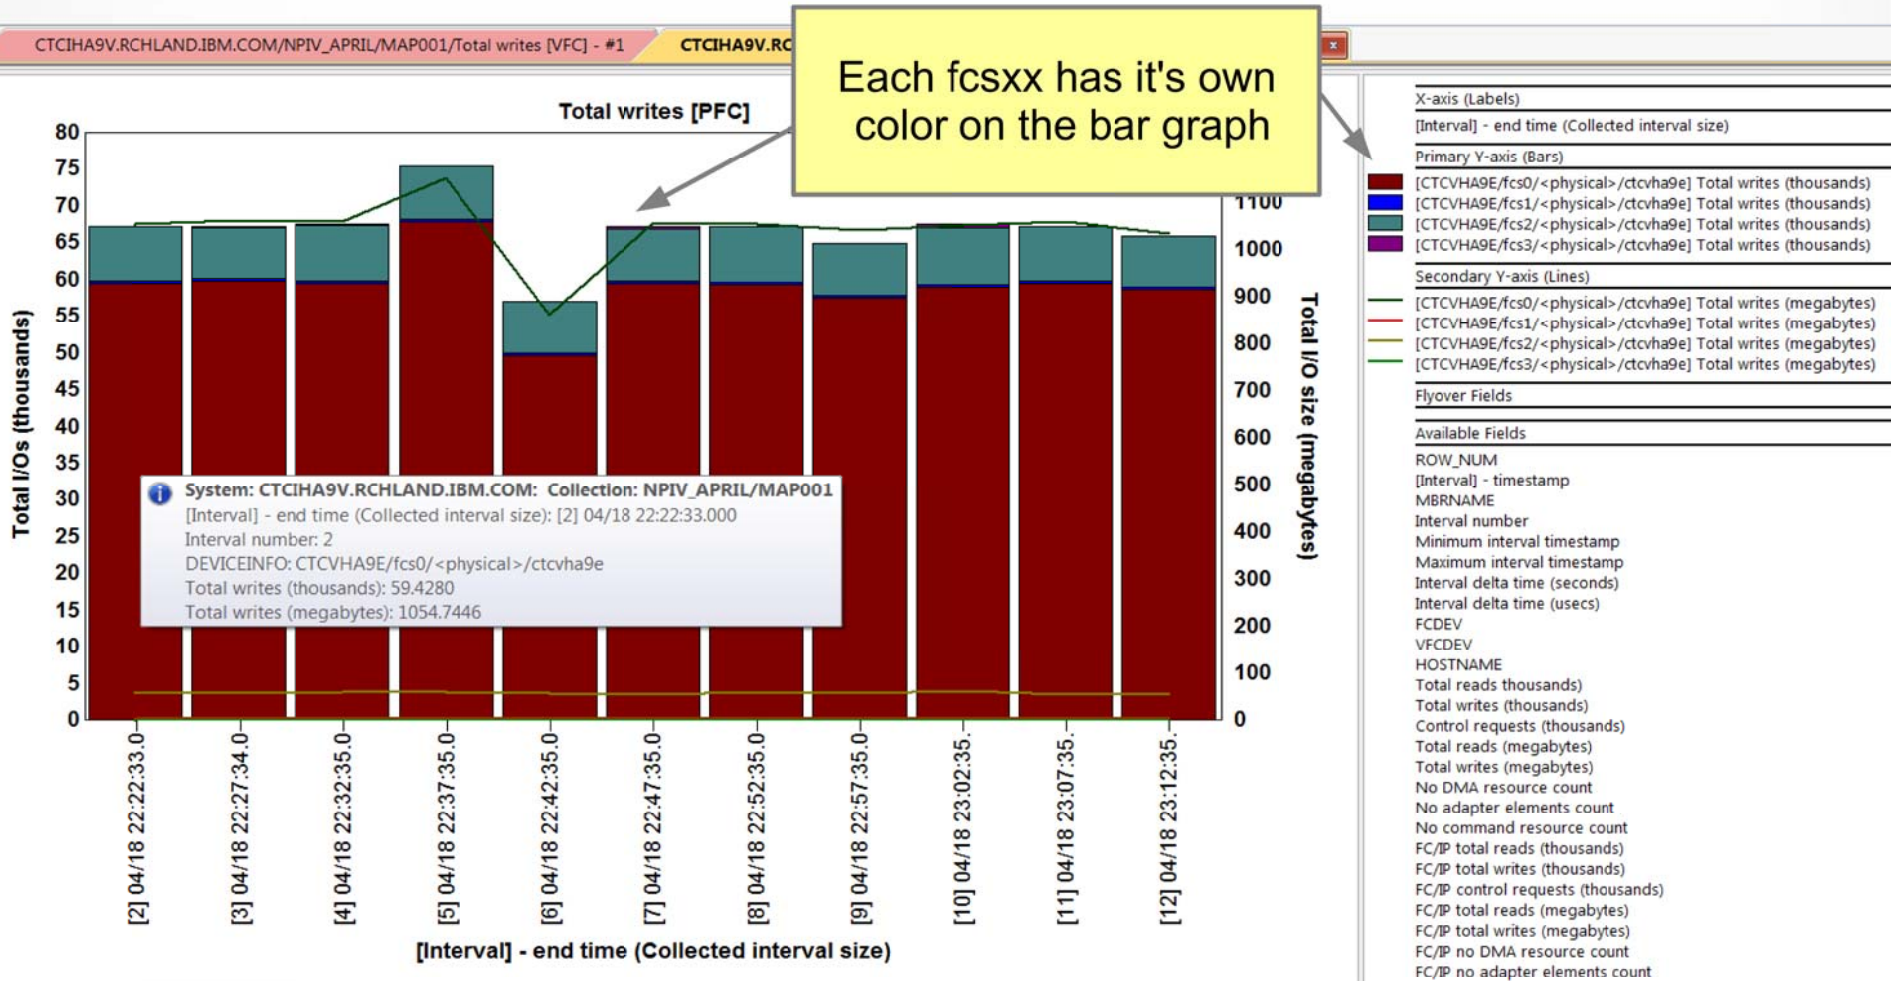 CTCIHA9V.RCHLAND.IBM.COM/NPIV_APRIL/MAP001/Total writes [VFC] - #1
CTCIHA9V.RC
Each fcsxx has it's own
color on the bar graph
Total writes [PFC]
Total I/Os (thousands)
80
75
70
65
60
55
50
45
40
35
30
25
20
15
10
5
0
1100
1000
900
800
700
600
500
400
300
200
100
0
Total I/O size (megabytes)
System: CTCIHA9V.RCHLAND.IBM.COM: Collection: NPIV_APRIL/MAP001
[Interval] - end time (Collected interval size): [2] 04/18 22:22:33.000
Interval number: 2
DEVICEINFO: CTCVHA9E/fcs0/<physical>/ctcvha9e
Total writes (thousands): 59.4280
Total writes (megabytes): 1054.7446
[2] 04/18 22:22:33.0
[3] 04/18 22:27:34.0
[4] 04/18 22:32:35.0
[5] 04/18 22:37:35.0
[6] 04/18 22:42:35.0
[7] 04/18 22:47:35.0
[8] 04/18 22:52:35.0
[9] 04/18 22:57:35.0
[10] 04/18 23:02:35.
[11] 04/18 23:07:35.
[12] 04/18 23:12:35.
[Interval] - end time (Collected interval size)
X-axis (Labels)
[Interval] - end time (Collected interval size)
Primary Y-axis (Bars)
[CTCVHA9E/fcs0/<physical>/ctcvha9e] Total writes (thousands)
[CTCVHA9E/fcs1/<physical>/ctcvha9e] Total writes (thousands)
[CTCVHA9E/fcs2/<physical>/ctcvha9e] Total writes (thousands)
[CTCVHA9E/fcs3/<physical>/ctcvha9e] Total writes (thousands)
Secondary Y-axis (Lines)
[CTCVHA9E/fcs0/<physical>/ctcvha9e] Total writes (megabytes)
[CTCVHA9E/fcs1/<physical>/ctcvha9e] Total writes (megabytes)
[CTCVHA9E/fcs2/<physical>/ctcvha9e] Total writes (megabytes)
[CTCVHA9E/fcs3/<physical>/ctcvha9e] Total writes (megabytes)
Flyover Fields
Available Fields
ROW_NUM
[Interval] - timestamp
MBRNAME
Interval number
Minimum interval timestamp
Maximum interval timestamp
Interval delta time (seconds)
Interval delta time (usecs)
FCDEV
VFCDEV
HOSTNAME
Total reads thousands)
Total writes (thousands)
Control requests (thousands)
Total reads (megabytes)
Total writes (megabytes)
No DMA resource count
No adapter elements count
No command resource count
FC/IP total reads (thousands)
FC/IP total writes (thousands)
FC/IP control requests (thousands)
FC/IP total reads (megabytes)
FC/IP total writes (megabytes)
FC/IP no DMA resource count
FC/IP no adapter elements count